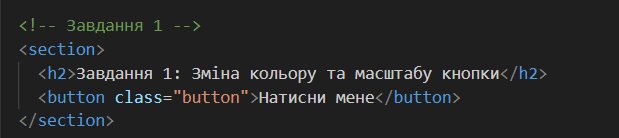 <!-- Завдання 1 -->
<section>
<h2>Завдання 1: Зміна кольору та масштабу кнопки</h2>
<button class="button">Натисни мене</button>
</section>